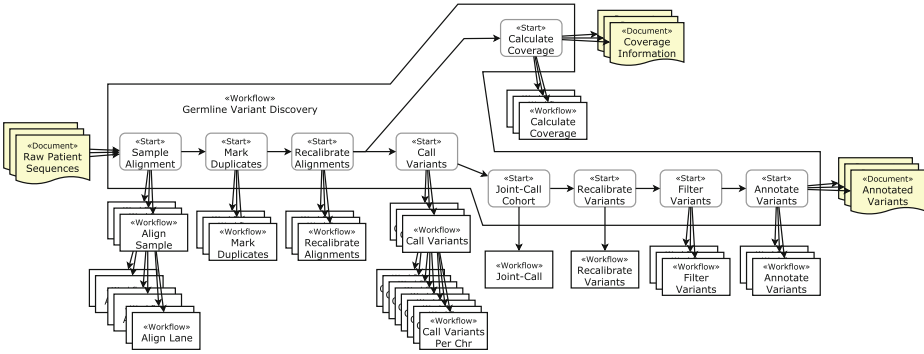 «Start»
Calculate
Coverage
«Document»
Coverage
Information
«Workflow»
Germline Variant Discovery
«Workflow»
Calculate
Coverage
«Document»
Raw Patient
Sequences
«Start»
Sample
Alignment
«Start»
Mark
Duplicates
«Start»
Recalibrate
Alignments
«Start»
Call
Variants
«Start»
Joint-Call
Cohort
«Start»
Recalibrate
Variants
«Start»
Filter
Variants
«Start»
Annotate
Variants
«Document»
Annotated
Variants
«Workflow»
Align
Sample
«Workflow»
Mark
Duplicates
«Workflow»
Recalibrate
Alignments
«Workflow»
Call Variants
«Workflow»
Joint-Call
«Workflow»
Recalibrate
Variants
«Workflow»
Filter
Variants
«Workflow»
Annotate
Variants
«Workflow»
Align Lane
«Workflow»
Call Variants
Per Chr